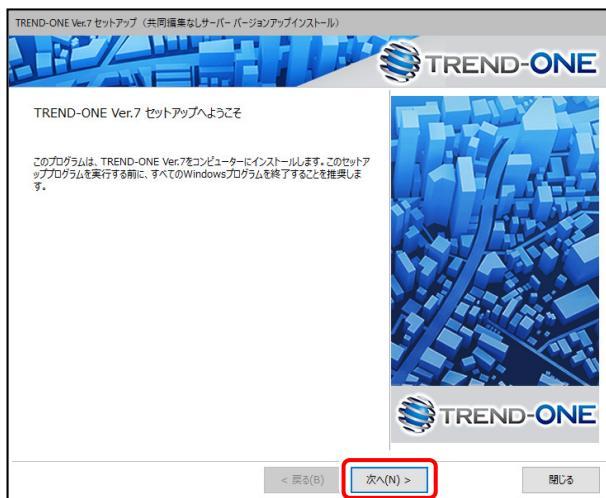 TREND-ONE Ver.7 セットアップ（共同編集なしサーバー バージョンアップインストール）
TREND-ONE
TREND-ONE Ver.7 セットアップへようこそ
このプログラムは、TREND-ONE Ver.7をコンピューターにインストールします。このセットア
ッププログラムを実行する前に、すべてのWindowsプログラムを終了することを推奨しま
す。
TREND-ONE
< 戻る(B)
次へ(N) >
閉じる